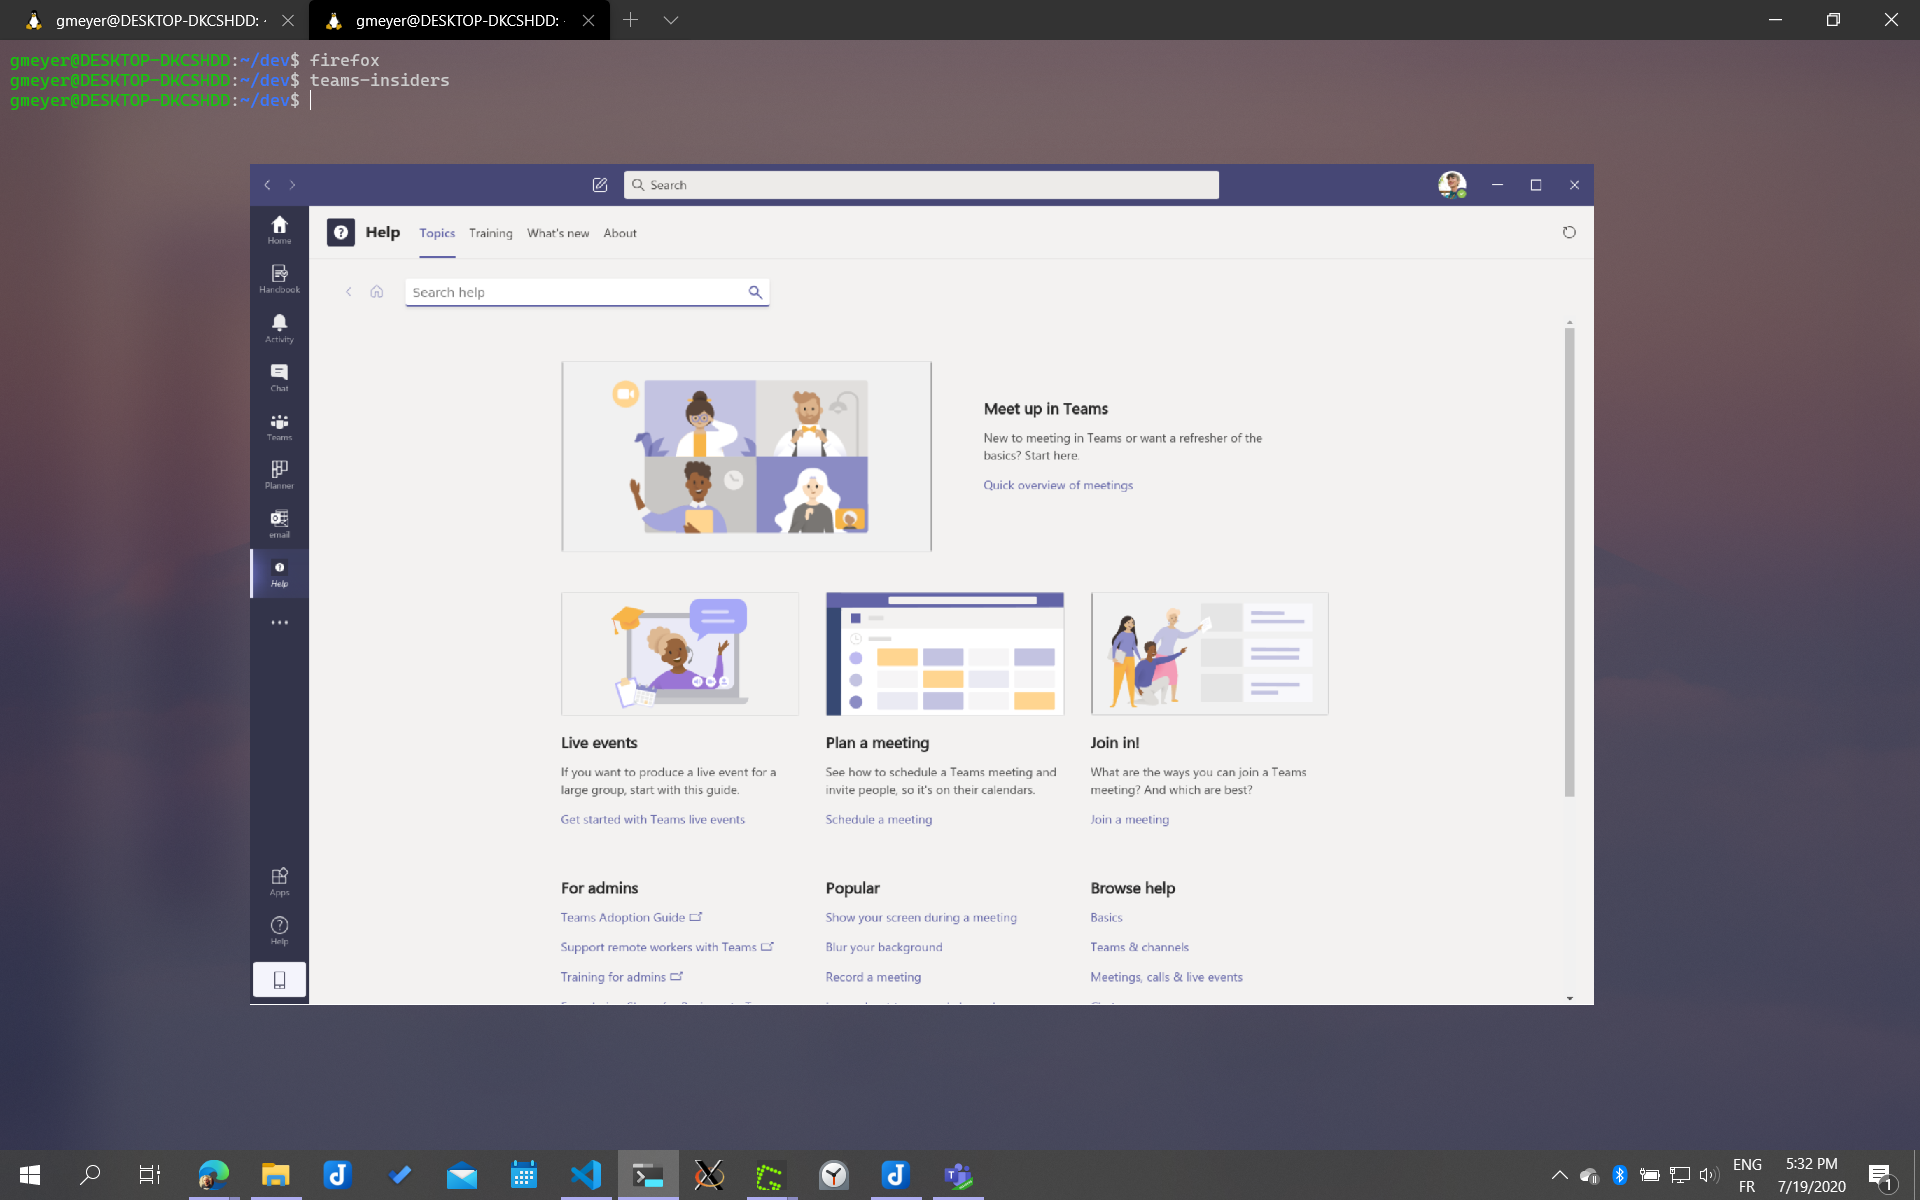 gmeyer@DESKTOP-DKCSHDD: ·
gmeyer@DESKTOP-DKCSHDD: ·
gmeyer@DESKTOP-DKCSHDD:~/dev$ firefox
gmeyer@DESKTOP-DKCSHDD:~/dev$ teams-insiders
gmeyer@DESKTOP-DKCSHDD:~/dev$
Search
Home
Handbook
Activity
Chat
Teams
Planner
email
Help
Apps
Help
Help Topics Training What's new About
Search help
Meet up in Teams
New to meeting in Teams or want a refresher of the
basics? Start here.
Quick overview of meetings
Live events
If you want to produce a live event for a
large group, start with this guide.
Get started with Teams live events
Plan a meeting
See how to schedule a Teams meeting and
invite people, so it's on their calendars.
Schedule a meeting
Join in!
What are the ways you can join a Teams
meeting? And which are best?
Join a meeting
For admins
Teams Adoption Guide
Support remote workers with Teams
Training for admins
Popular
Show your screen during a meeting
Blur your background
Record a meeting
Browse help
Basics
Teams & channels
Meetings, calls & live events
ENG
FR
5:32 PM
7/19/2020
1